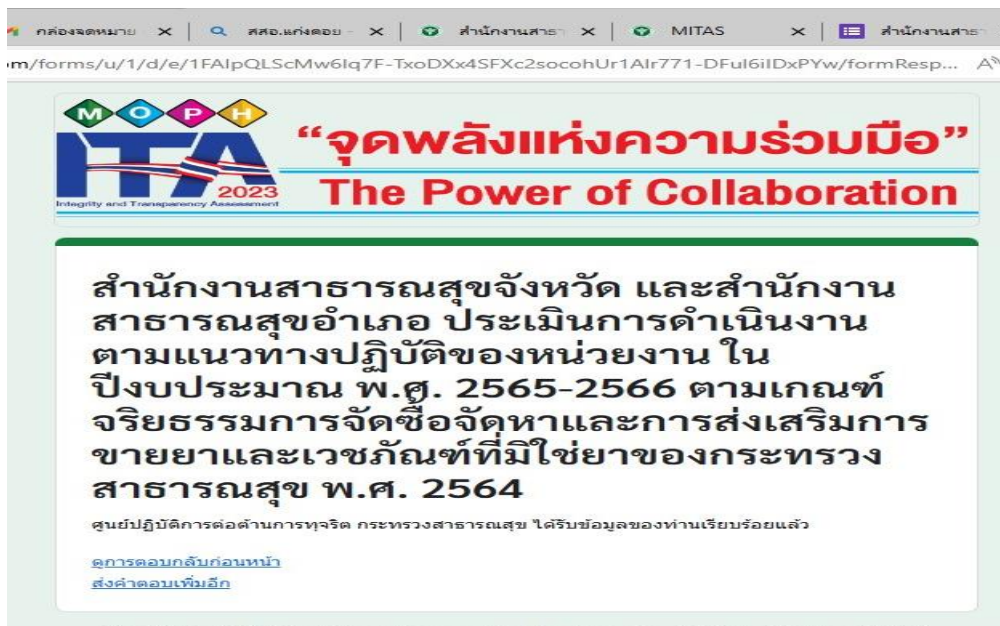 กล่องจดหมาย
สสอ.แก่งคอย -
สำนักงานสาธา
MITAS
สำนักงานสาธา
om/forms/u/1/d/e/1FAIpQLScMw6Iq7F-TxoDXx4SFXc2socohUr1AIr771-DFuI6iIDxPYw/formResp...
MOPH
ITA
2023
Integrity and Transparency Assessment
“จุดพลังแห่งความร่วมมือ”
The Power of Collaboration
สำนักงานสาธารณสุขจังหวัด และสำนักงาน
สาธารณสุขอำเภอ ประเมินการดำเนินงาน
ตามแนวทางปฏิบัติของหน่วยงาน ใน
ปีงบประมาณ พ.ศ. 2565-2566 ตามเกณฑ์
จริยธรรมการจัดซื้อจัดหาและการส่งเสริมการ
ขายยาและเวชภัณฑ์ที่มิใช่ยาของกระทรวง
สาธารณสุข พ.ศ. 2564
ศูนย์ปฏิบัติการต่อต้านการทุจริต กระทรวงสาธารณสุข ได้รับข้อมูลของท่านเรียบร้อยแล้ว
ดูการตอบกลับก่อนหน้า
ส่งคำตอบเพิ่มอีก